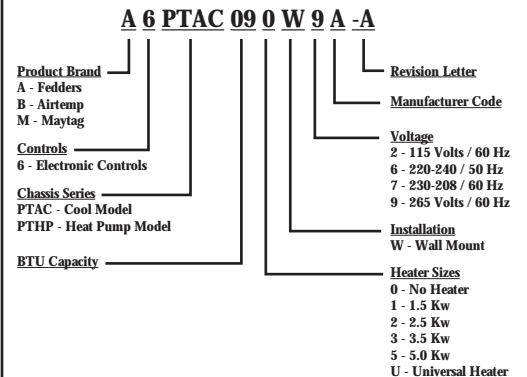 A 6 PTAC 09 0 W 9 A -A
Product Brand
A - Fedders
B - Airtemp
M - Maytag
Controls
6 - Electronic Controls
Chassis Series
PTAC - Cool Model
PTHP - Heat Pump Model
BTU Capacity
Revision Letter
Manufacturer Code
Voltage
2 - 115 Volts / 60 Hz
6 - 220-240 / 50 Hz
7 - 230-208 / 60 Hz
9 - 265 Volts / 60 Hz
Installation
W - Wall Mount
Heater Sizes
0 - No Heater
1 - 1.5 Kw
2 - 2.5 Kw
3 - 3.5 Kw
5 - 5.0 Kw
U - Universal Heater